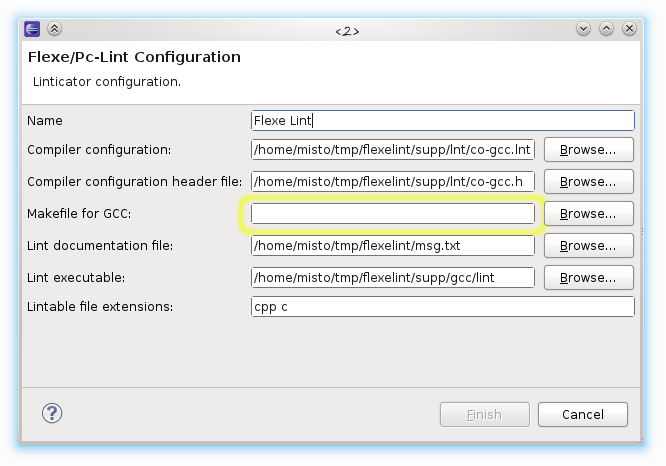 <2>
Flexe/Pc-Lint Configuration
Linticator configuration.
Name Flexe Lint
Compiler configuration: /home/misto/tmp/flexelint/supp/lnt/co-gcc.lnt Browse...
Compiler configuration header file: /home/misto/tmp/flexelint/supp/lnt/co-gcc.h Browse...
Makefile for GCC: Browse...
Lint documentation file: /home/misto/tmp/flexelint/msg.txt Browse...
Lint executable: /home/misto/tmp/flexelint/supp/gcc/lint Browse...
Lintable file extensions: cpp c
? Finish Cancel